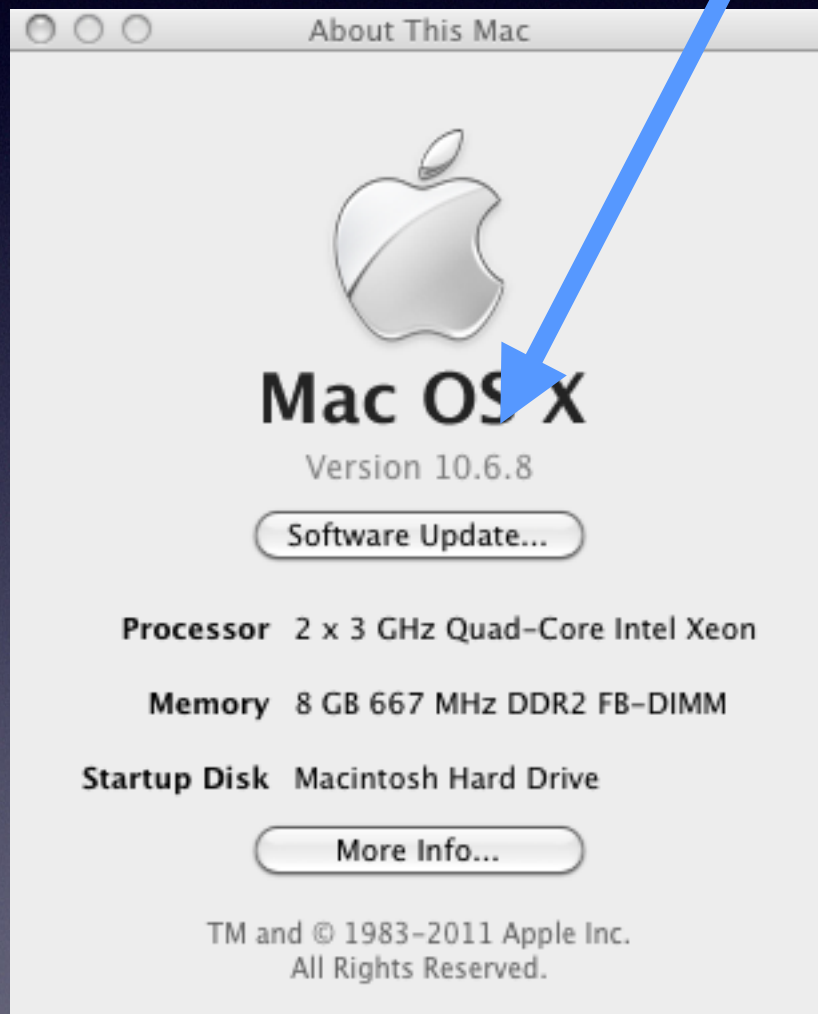 About This Mac
Mac OS X
Version 10.6.8
Software Update...
Processor 2 x 3 GHz Quad-Core Intel Xeon
Memory 8 GB 667 MHz DDR2 FB-DIMM
Startup Disk Macintosh Hard Drive
More Info...
TM and © 1983-2011 Apple Inc.
All Rights Reserved.